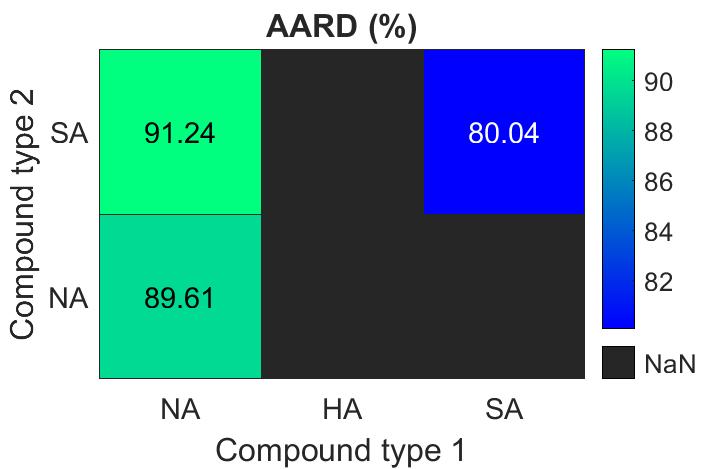 AARD (%)
Compound type 2
SA
91.24
80.04
NA
89.61
NA
HA
SA
Compound type 1
90
88
86
84
82
NaN